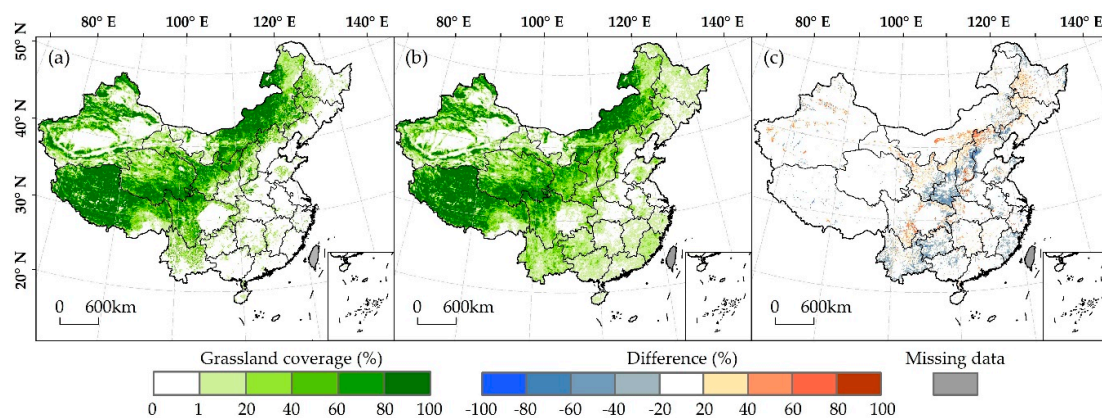 80° E 100° E 120° E 140° E 80° E 100° E 120° E 140° E 80° E 100° E 120° E 140° E
50° N
40° N
30° N
20° N
(a) (b) (c)
0 600km 0 600km 0 600km
Grassland coverage (%) Difference (%) Missing data
0 1 20 40 60 80 100 -100 -80 -60 -40 -20 20 40 60 80 100